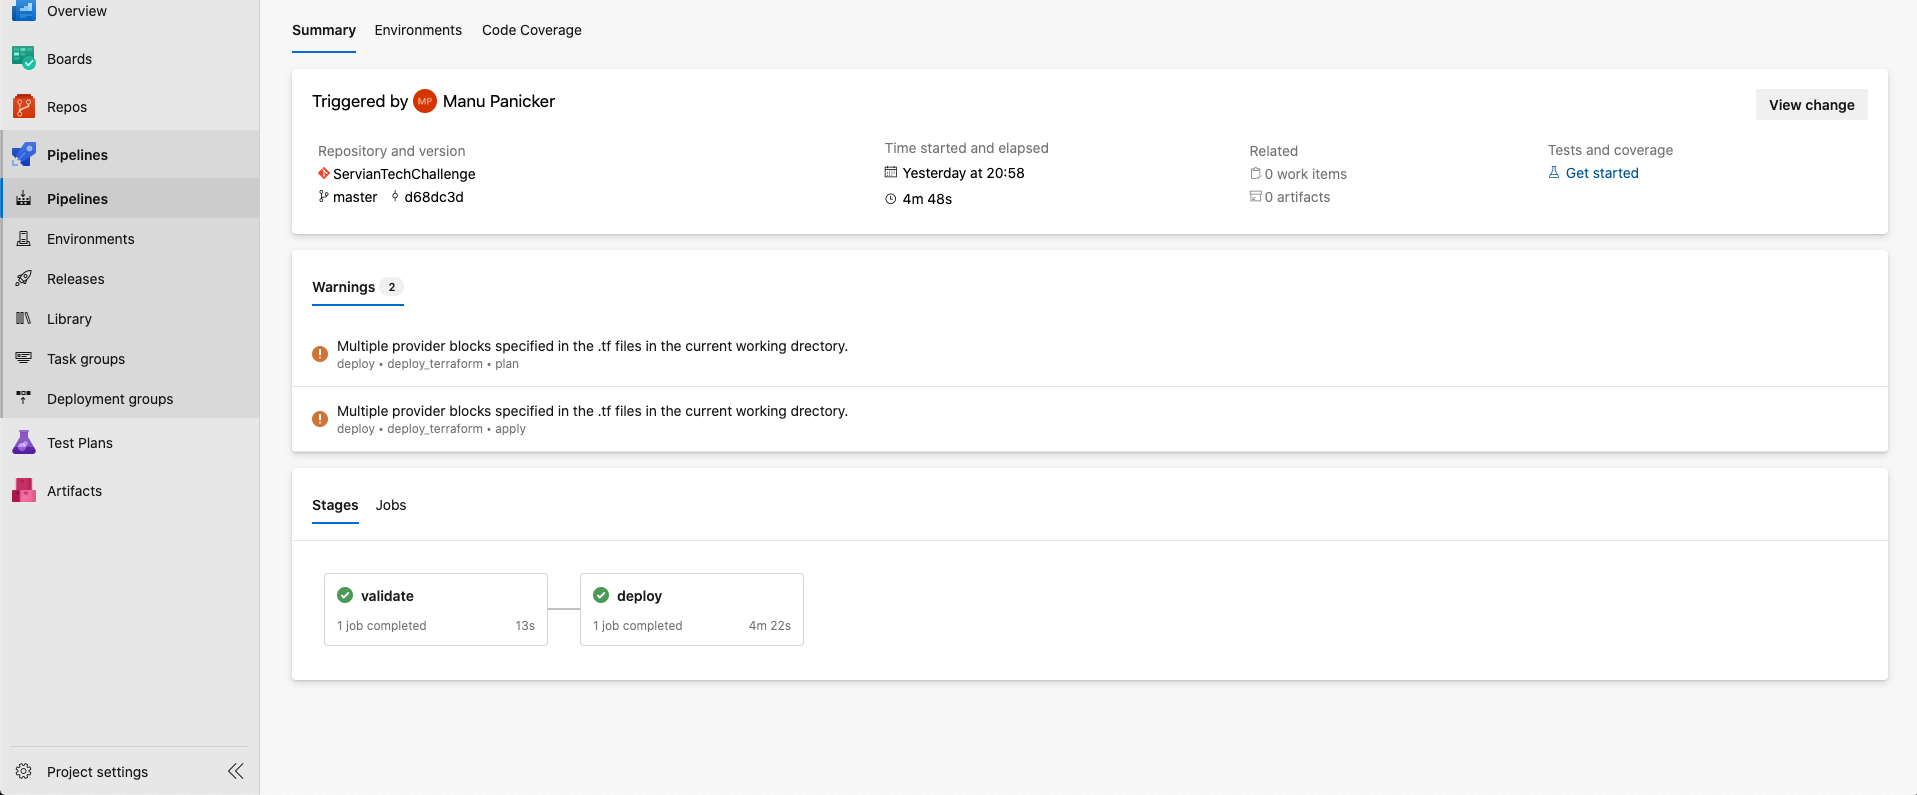 Overview
Boards
Repos
Pipelines
Pipelines
Environments
Releases
Library
Task groups
Deployment groups
Test Plans
Artifacts
Project settings
Summary Environments Code Coverage
Triggered by MP Manu Panicker
View change
Repository and version
ServianTechChallenge
master d68dc3d
Time started and elapsed
Yesterday at 20:58
4m 48s
Related
0 work items
0 artifacts
Tests and coverage
Get started
Warnings 2
Multiple provider blocks specified in the .tf files in the current working drectory.
deploy • deploy_terraform • plan
Multiple provider blocks specified in the .tf files in the current working drectory.
deploy • deploy_terraform • apply
Stages Jobs
validate
1 job completed 13s
deploy
1 job completed 4m 22s